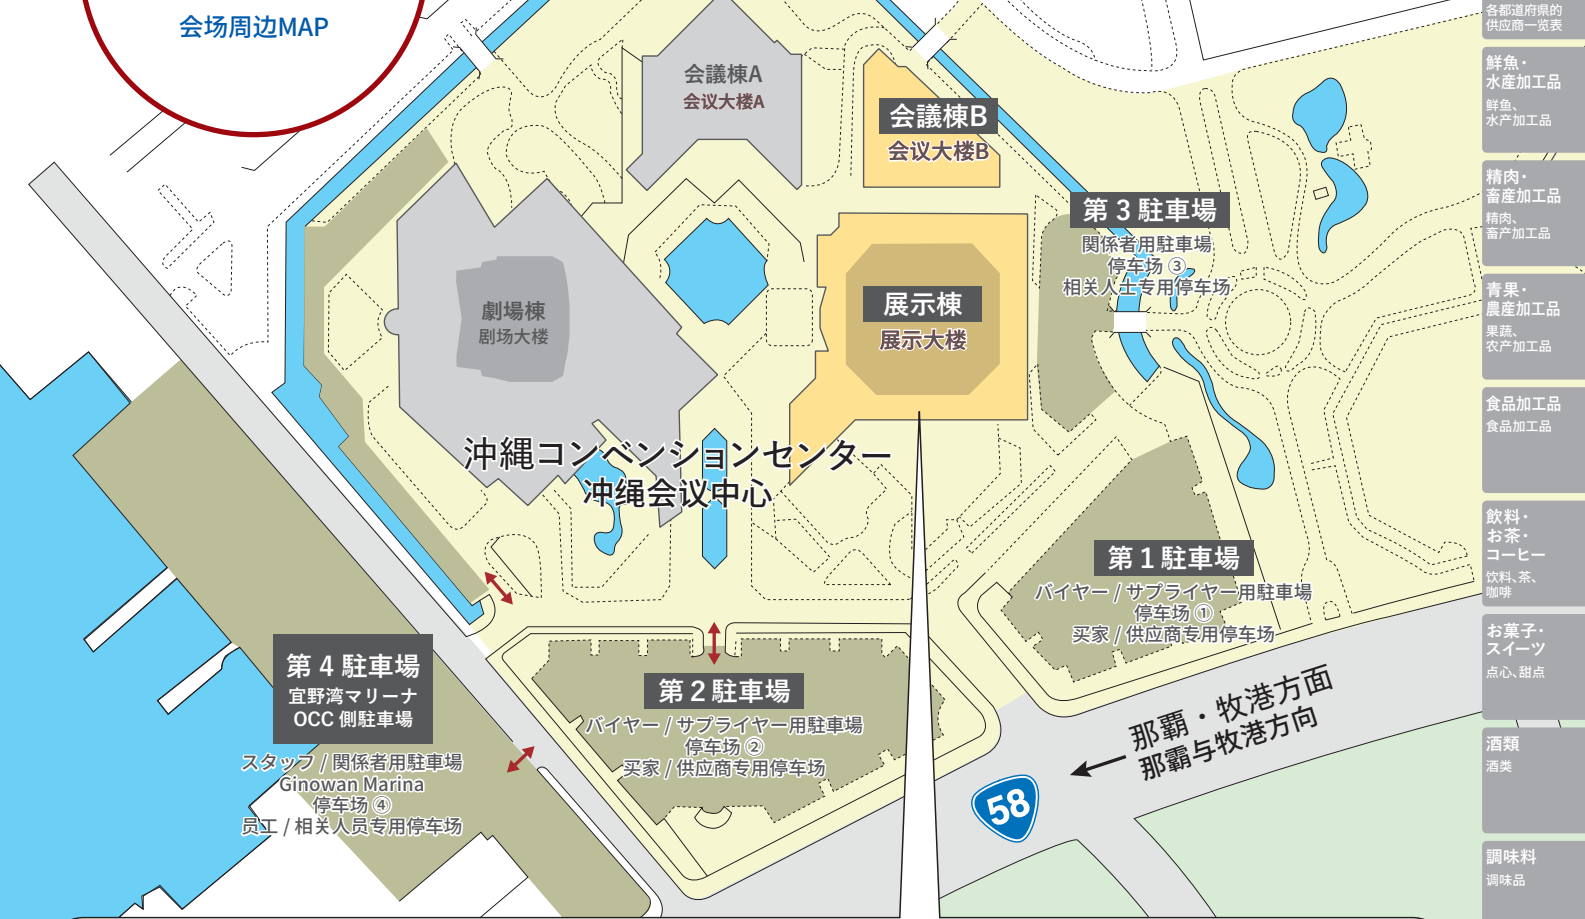 会场周边MAP
会議棟A
会议大楼A
会議棟B
会议大楼B
第3駐車場
関係者用駐車場
停车场 ③
相关人士专用停车场
劇場棟
剧场大楼
展示棟
展示大楼
沖縄コンベンションセンター
冲绳会议中心
第1駐車場
バイヤー / サプライヤー用駐車場
停车场 ①
买家 / 供应商专用停车场
第2駐車場
バイヤー / サプライヤー用駐車場
停车场 ②
买家 / 供应商专用停车场
第4駐車場
宜野湾マリーナ
OCC 側駐車場
スタッフ / 関係者用駐車場
Ginowan Marina
停车场 ④
员工 / 相关人员专用停车场
那覇・牧港方面
那霸与牧港方向
58
各都道府県的
供应商一览表
鮮魚・
水産加工品
鲜鱼、
水产加工品
精肉・
畜産加工品
精肉、
畜产加工品
青果・
農産加工品
果蔬、
农产加工品
食品加工品
食品加工品
飲料・
お茶・
コーヒー
饮料、茶、
咖啡
お菓子・
スイーツ
点心、甜点
酒類
酒类
調味料
调味品